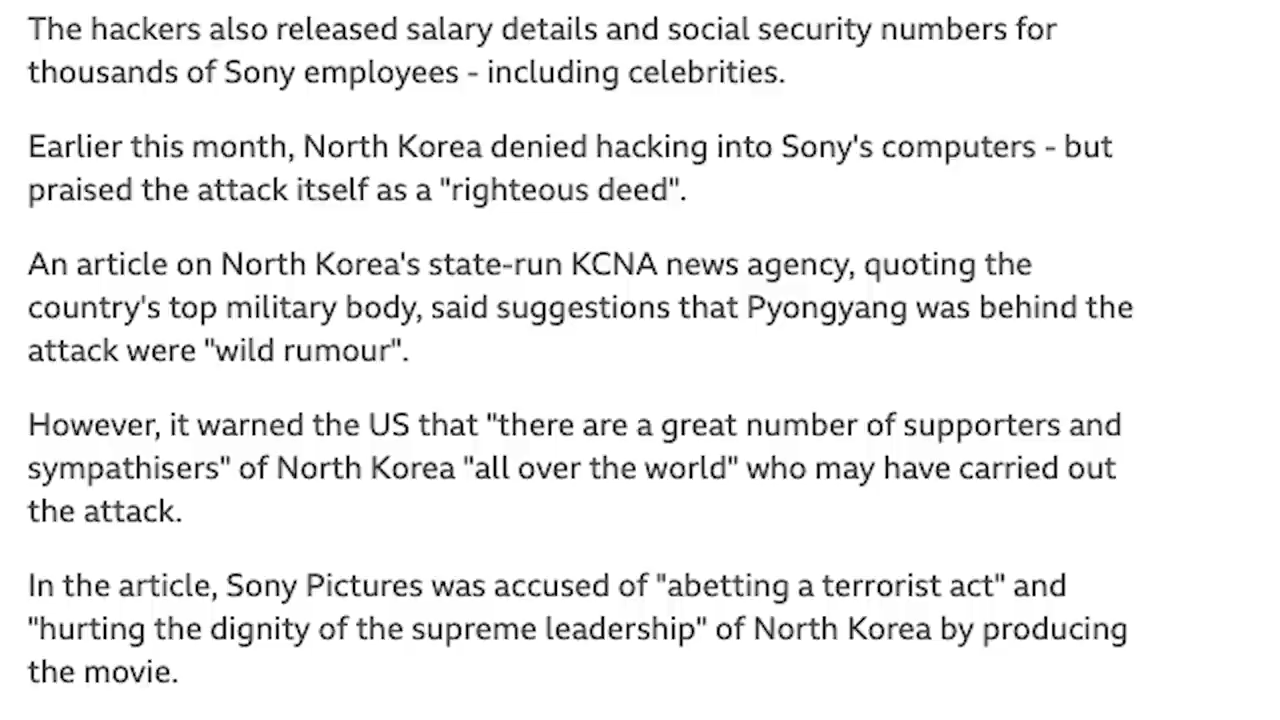 The hackers also released salary details and social security numbers for
thousands of Sony employees - including celebrities.
Earlier this month, North Korea denied hacking into Sony's computers - but
praised the attack itself as a "righteous deed".
An article on North Korea's state-run KCNA news agency, quoting the
country's top military body, said suggestions that Pyongyang was behind the
attack were "wild rumour".
However, it warned the US that "there are a great number of supporters and
sympathisers" of North Korea "all over the world" who may have carried out
the attack.
In the article, Sony Pictures was accused of "abetting a terrorist act" and
"hurting the dignity of the supreme leadership" of North Korea by producing
the movie.